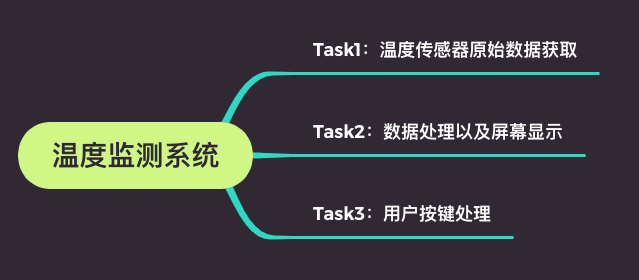 Task1：温度传感器原始数据获取
Task2：数据处理以及屏幕显示
温度监测系统
Task3：用户按键处理